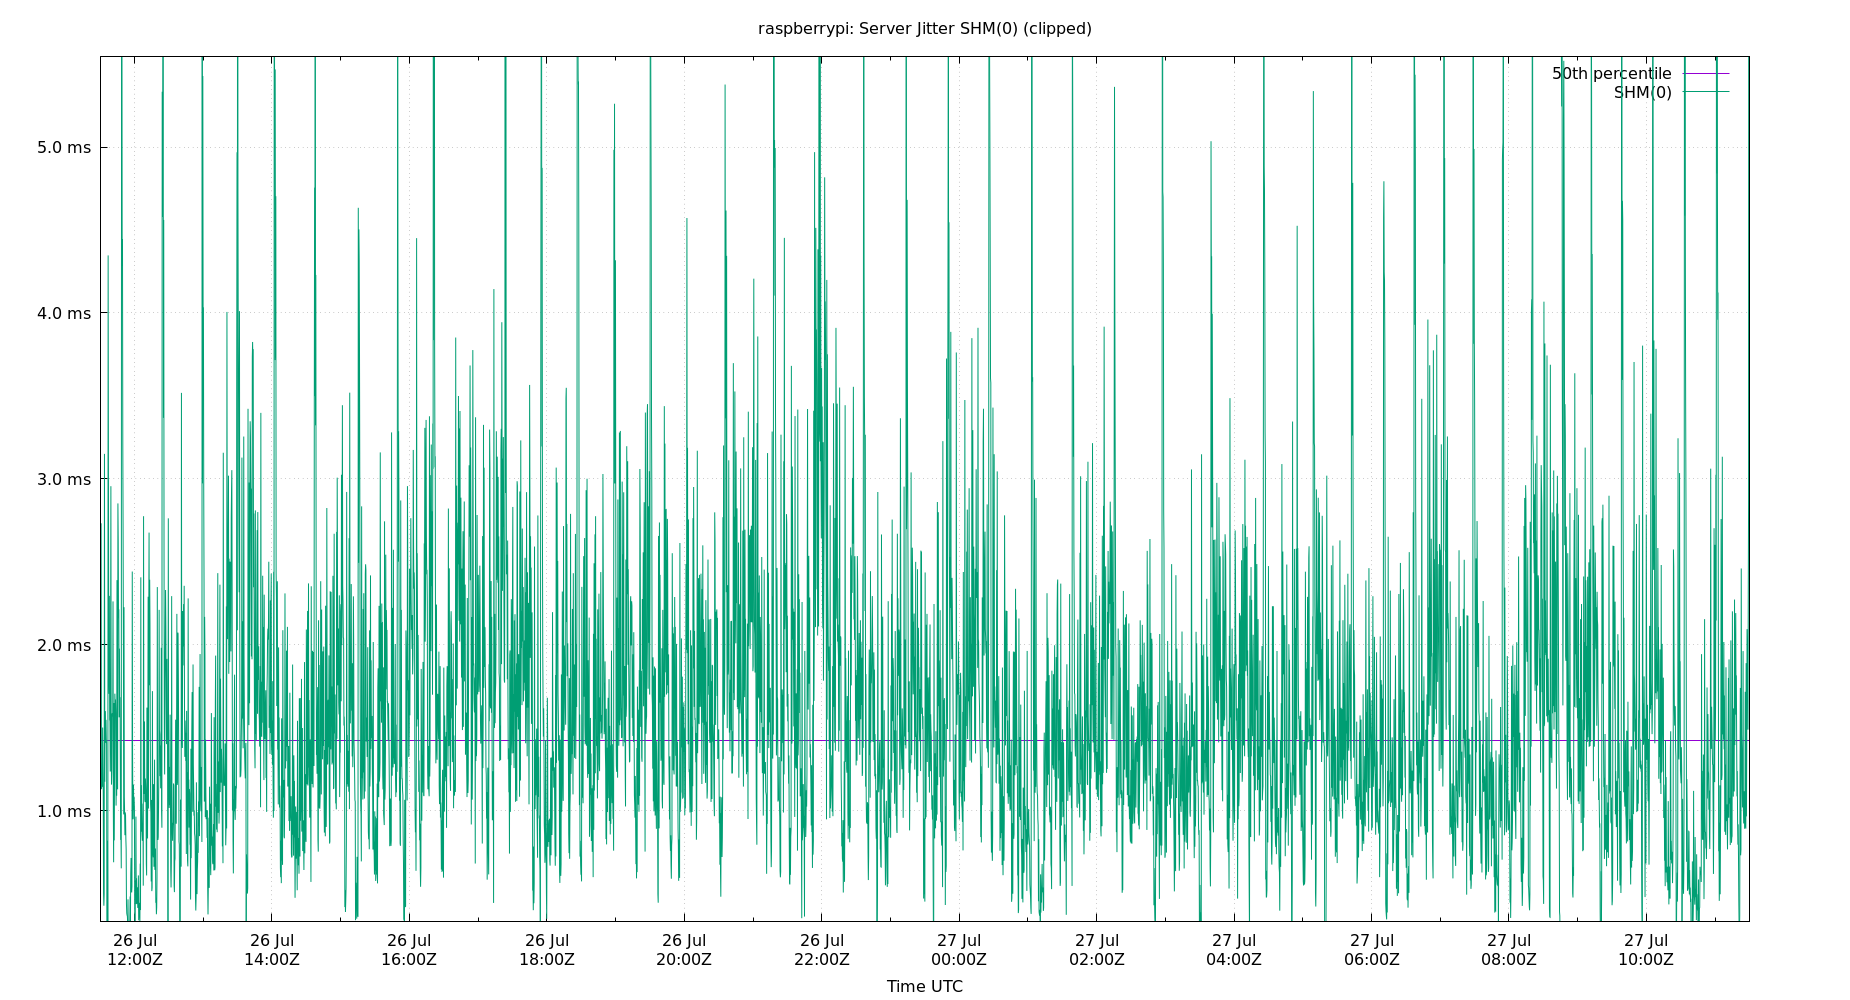 raspberrypi: Server Jitter SHM(0) (clipped)
50th percentile
SHM(0)
5.0 ms
4.0 ms
3.0 ms
2.0 ms
1.0 ms
26 Jul 26 Jul 26 Jul 26 Jul 26 Jul 26 Jul 27 Jul 27 Jul 27 Jul 27 Jul 27 Jul 27 Jul
12:00Z 14:00Z 16:00Z 18:00Z 20:00Z 22:00Z 00:00Z 02:00Z 04:00Z 06:00Z 08:00Z 10:00Z
Time UTC